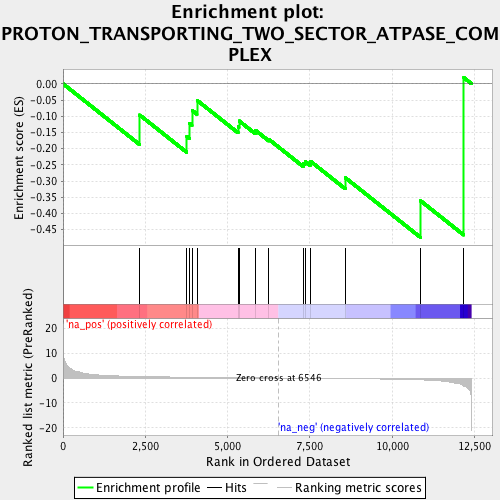 Enrichment plot:
PROTON_TRANSPORTING_TWO_SECTOR_ATPASE_COM
PLEX
Enrichment score (ES)
0.00
-0.05
-0.10
-0.15
-0.20
-0.25
-0.30
-0.35
-0.40
-0.45
'na_pos' (positively correlated)
Ranked list metric (PreRanked)
20
10
0
-10
-20
Zero cross at 6546
'na_neg' (negatively correlated)
0
2,500
5,000
7,500
10,000
12,500
Rank in Ordered Dataset
Enrichment profile
Hits
Ranking metric scores